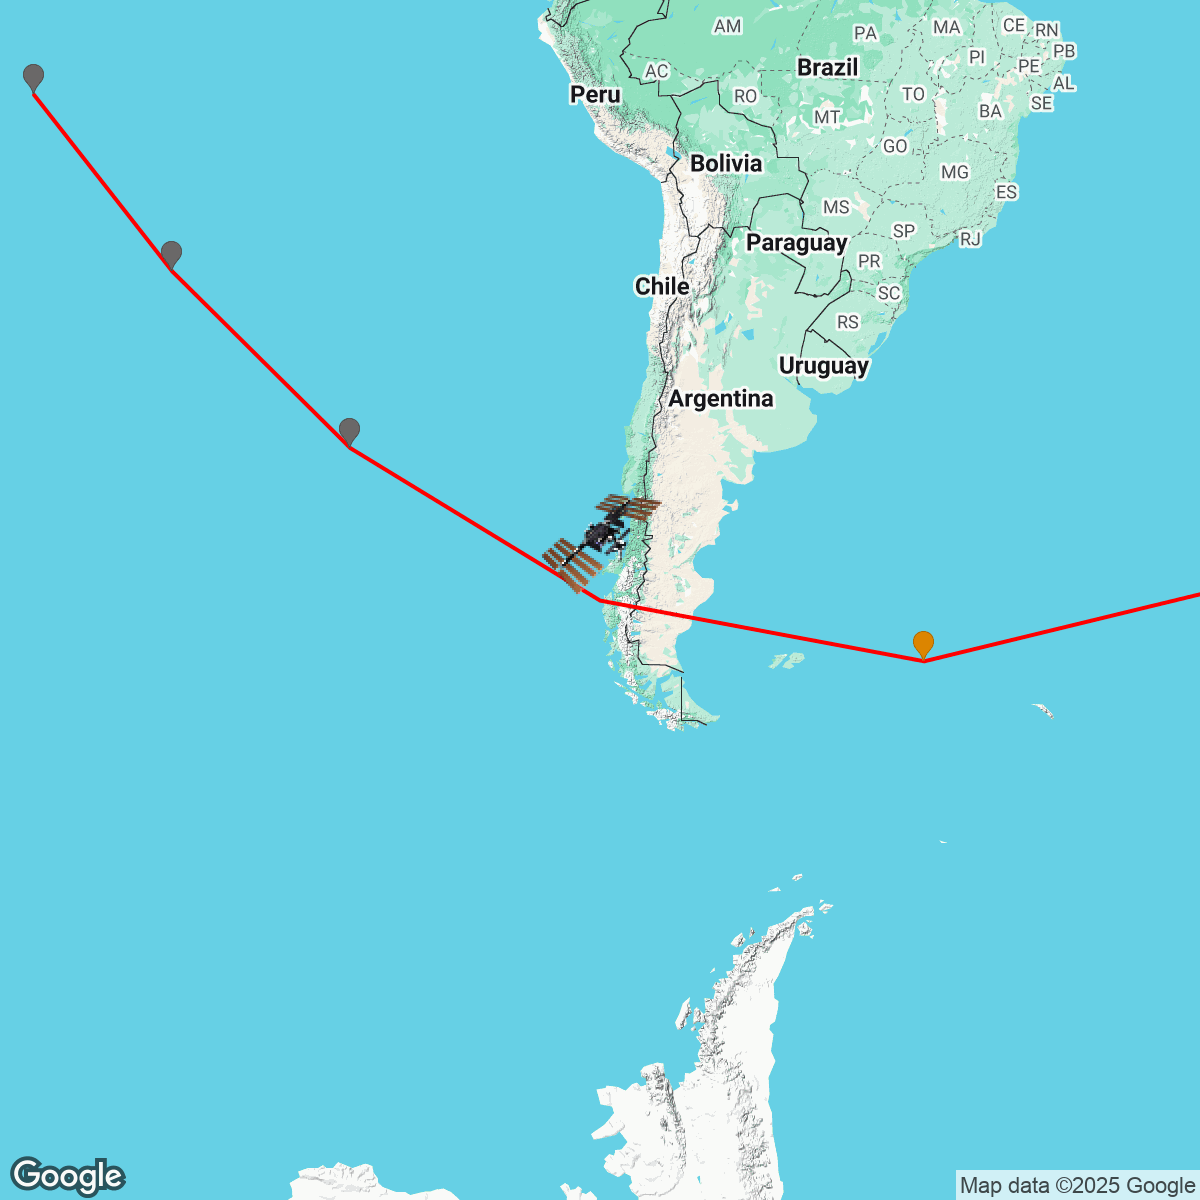 AM
PA
MA
CE
RN
PB
PI
PE
AL
SE
Brazil
AC
RO
TO
BA
Peru
MT
GO
Bolivia
MG
ES
MS
SP
RJ
Paraguay
PR
Chile
SC
RS
Uruguay
Argentina
Google
Map data ©2025 Google